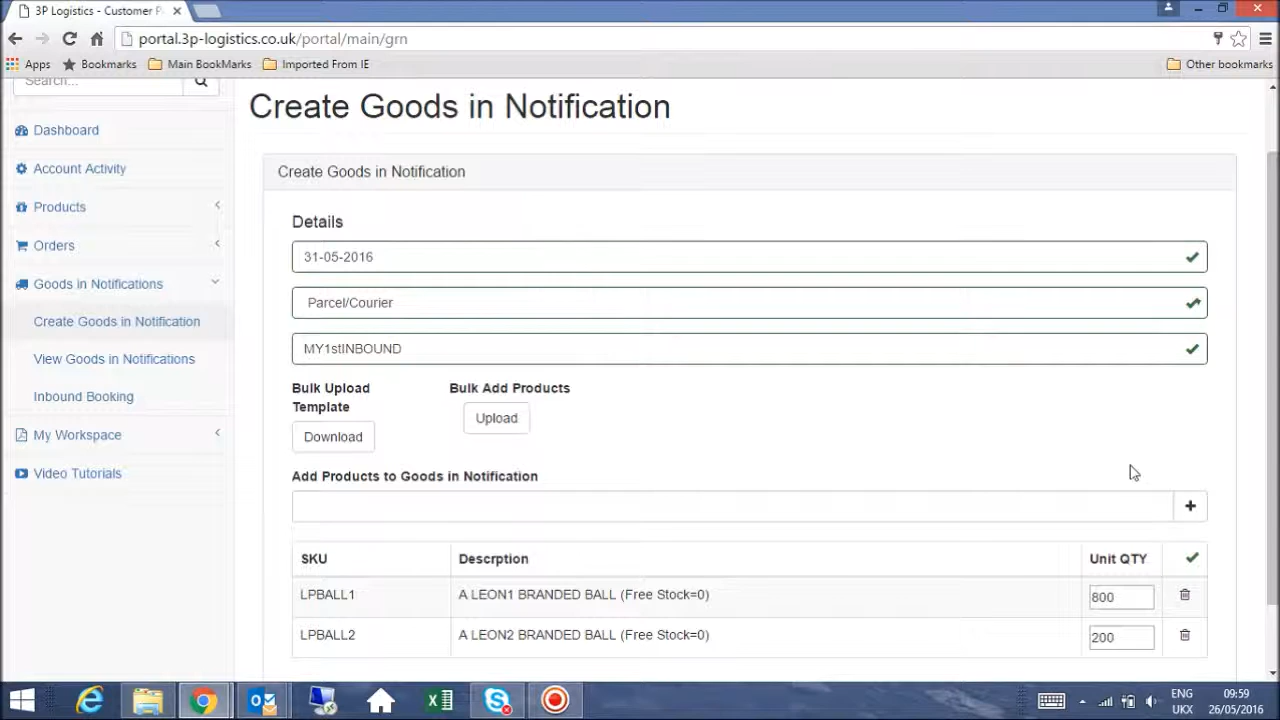 3P Logistics - Customer P
portal.3p-logistics.co.uk/portal/main/grn
Apps Bookmarks Main BookMarks Imported From IE Other bookmarks
Search...
Dashboard
Account Activity
Products
Orders
Goods in Notifications
Create Goods in Notification
View Goods in Notifications
Inbound Booking
My Workspace
Video Tutorials
Create Goods in Notification
Create Goods in Notification
Details
31-05-2016
Parcel/Courier
MY1stINBOUND
Bulk Upload
Template
Download
Bulk Add Products
Upload
Add Products to Goods in Notification
SKU Descrption Unit QTY
LPBALL1 A LEON1 BRANDED BALL (Free Stock=0) 800
LPBALL2 A LEON2 BRANDED BALL (Free Stock=0) 200
ENG 09:59
UKX 26/05/2016